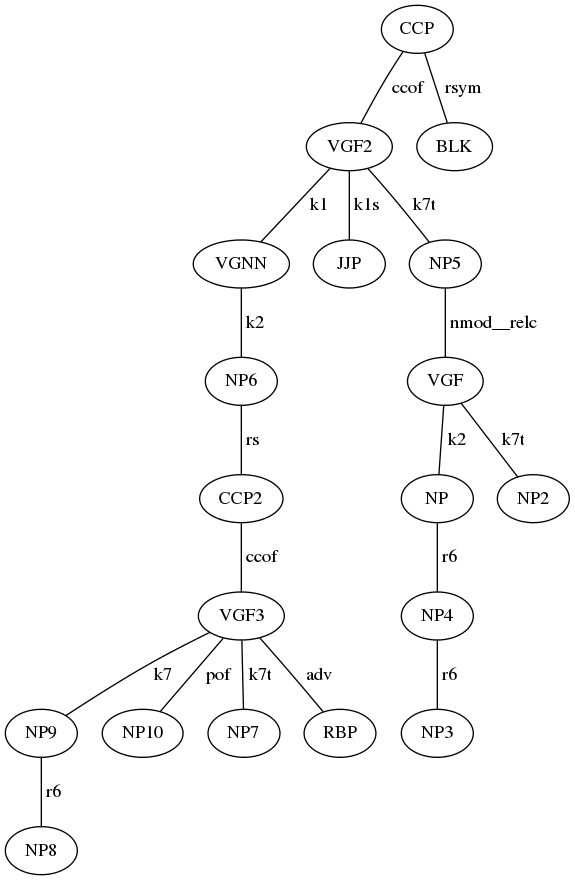 CCP
ccof rsym
VGF2 BLK
k1 k1s k7t
VGNN JJP NP5
k2 nmod__relc
NP6 VGF
rs k2 k7t
CCP2 NP NP2
ccof r6
VGF3 NP4
k7 pof k7t adv r6
NP9 NP10 NP7 RBP NP3
r6
NP8